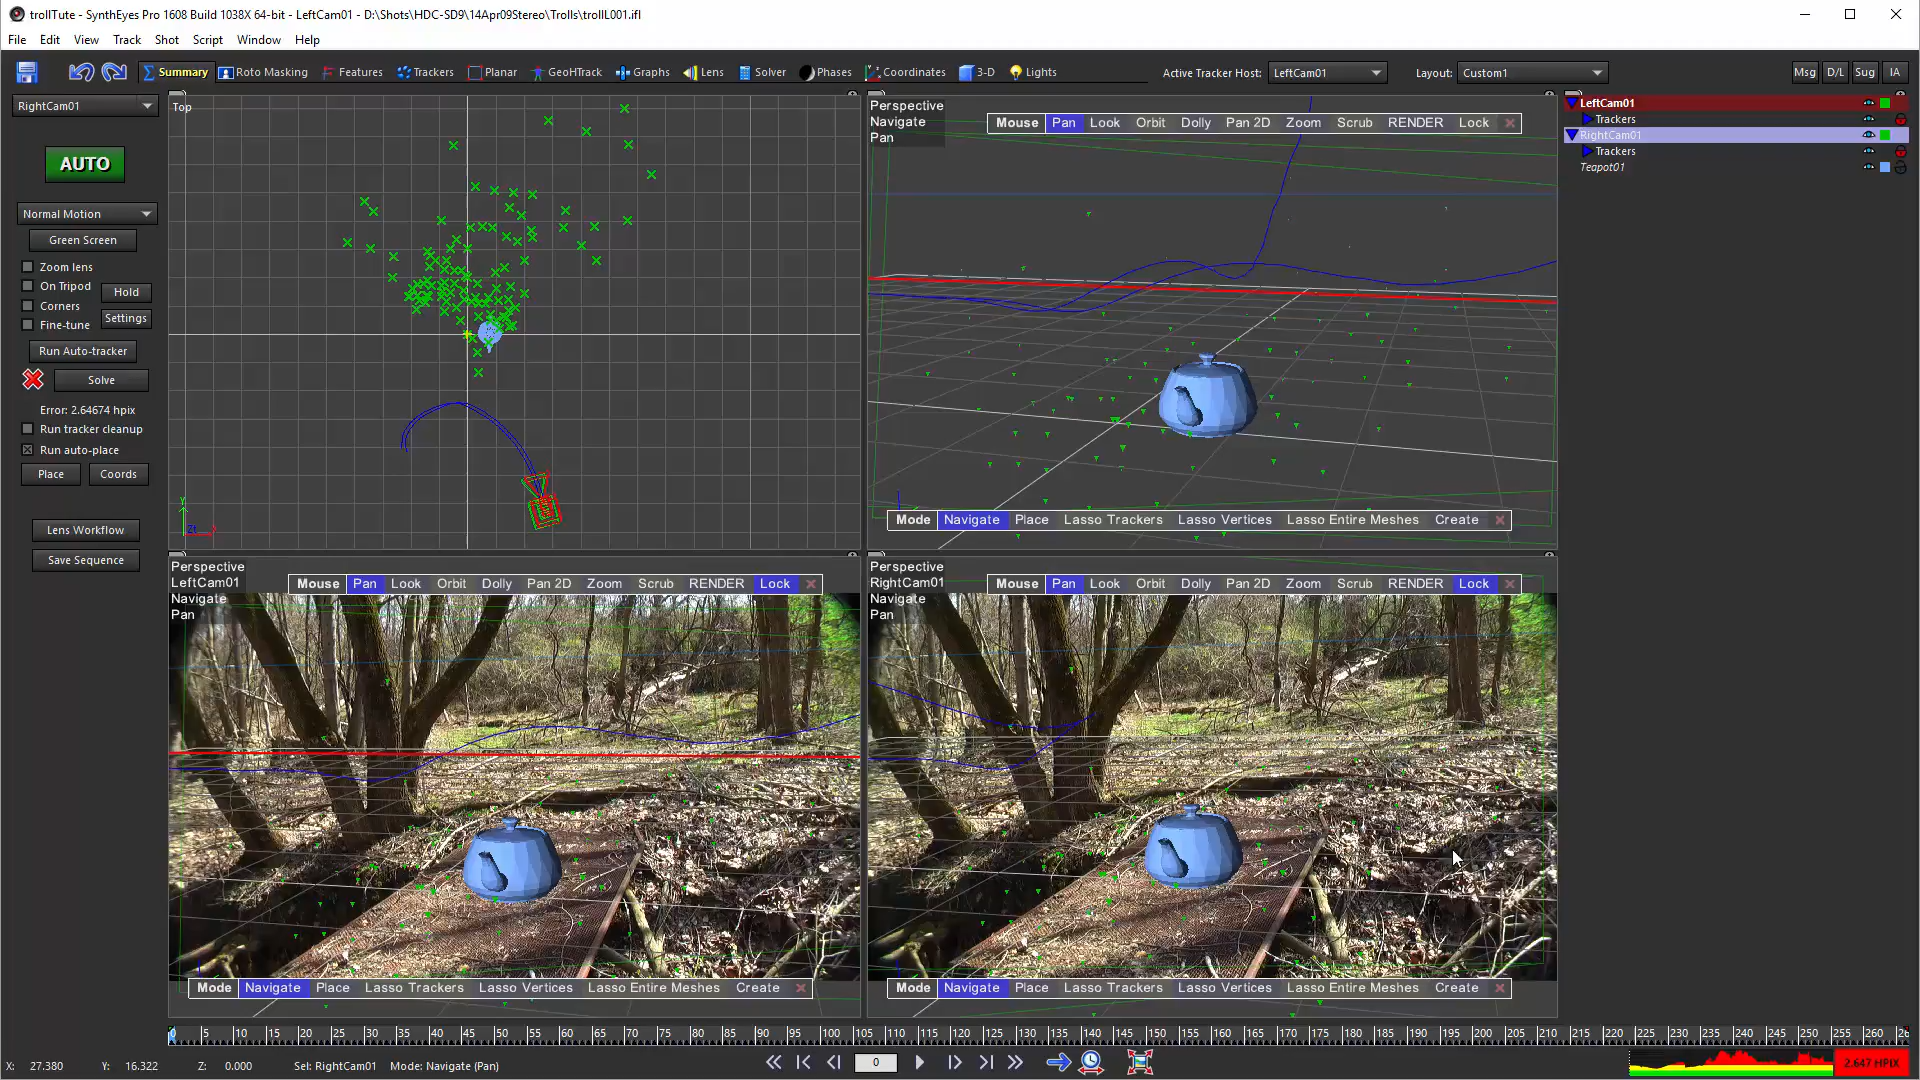 trollTute - SynthEyes Pro 1608 Build 1038X 64-bit - LeftCam01 - D:\Shots\HDC-SD9\14Apr09Stereo\Trolls\trollL001.ifl
File Edit View Track Shot Script Window Help
Summary Roto Masking Features Trackers Planar GeoHTrack Graphs Lens Solver Phases Coordinates 3-D Lights Active Tracker Host: LeftCam01 Layout: Custom1 Msg D/L Sug IA
RightCam01
AUTO
Normal Motion
Green Screen
Zoom lens
On Tripod Hold
Corners
Fine-tune Settings
Run Auto-tracker
Solve
Error: 2.64674 hpix
Run tracker cleanup
Run auto-place
Place Coords
Lens Workflow
Save Sequence
Top
Perspective
Navigate
Pan
Mouse Pan Look Orbit Dolly Pan 2D Zoom Scrub RENDER Lock
Mode Navigate Place Lasso Trackers Lasso Vertices Lasso Entire Meshes Create
LeftCam01
Trackers
RightCam01
Trackers
Teapot01
Perspective
LeftCam01
Navigate
Pan
Mouse Pan Look Orbit Dolly Pan 2D Zoom Scrub RENDER Lock
Mode Navigate Place Lasso Trackers Lasso Vertices Lasso Entire Meshes Create
Perspective
RightCam01
Navigate
Pan
Mouse Pan Look Orbit Dolly Pan 2D Zoom Scrub RENDER Lock
Mode Navigate Place Lasso Trackers Lasso Vertices Lasso Entire Meshes Create
0 5 10 15 20 25 30 35 40 45 50 55 60 65 70 75 80 85 90 95 100 105 110 115 120 125 130 135 140 145 150 155 160 165 170 175 180 185 190 195 200 205 210 215 220 225 230 235 240 245 250 255 260
X: 27.380 Y: 16.322 Z: 0.000 Sel: RightCam01 Mode: Navigate (Pan) 0 2.647 HPIX